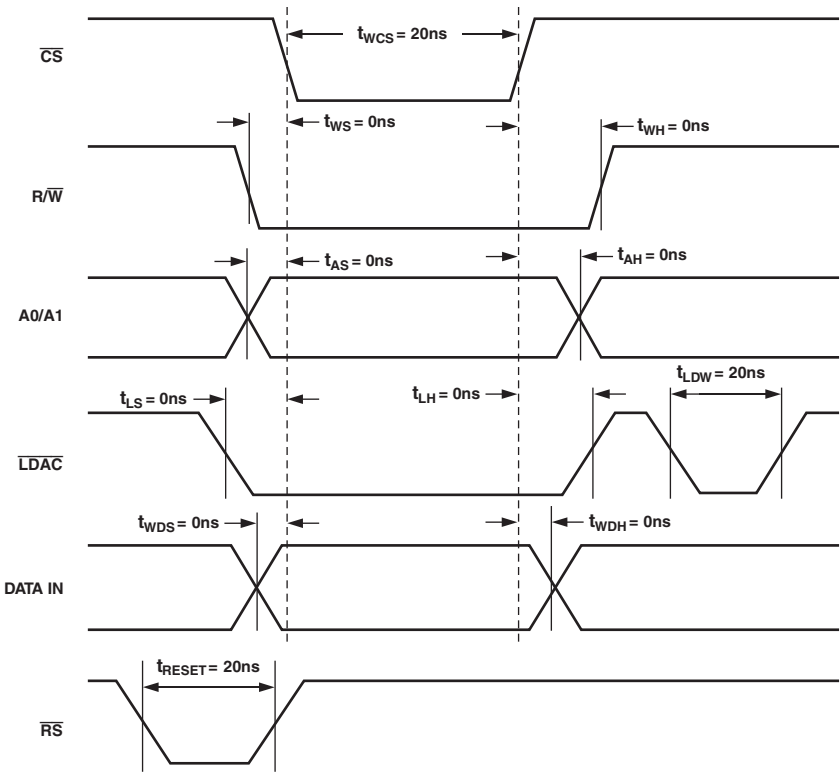 tWCS = 20ns
CS
tWS = 0ns
tWH = 0ns
R/W
tAS = 0ns
tAH = 0ns
A0/A1
tLDW = 20ns
tLS = 0ns
tLH = 0ns
LDAC
tWDS = 0ns
tWDH = 0ns
DATA IN
tRESET = 20ns
RS